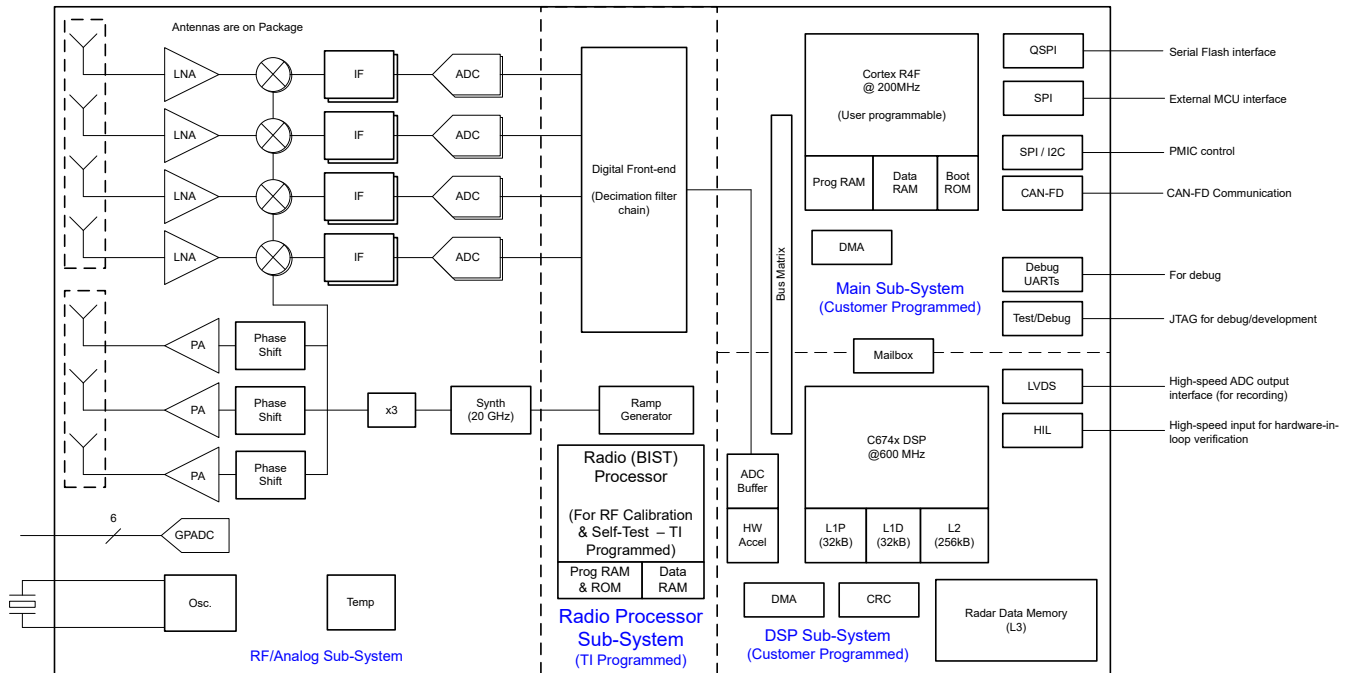 Antennas are on Package
LNA
IF
ADC
LNA
IF
ADC
LNA
IF
ADC
LNA
IF
ADC
PA
Phase
Shift
PA
Phase
Shift
PA
Phase
Shift
x3
Synth
(20 GHz)
6
GPADC
Osc.
Temp
RF/Analog Sub-System
Digital Front-end
(Decimation filter
chain)
Ramp
Generator
Radio (BIST)
Processor
(For RF Calibration
& Self-Test – TI
Programmed)
Prog RAM
& ROM
Data
RAM
Radio Processor
Sub-System
(TI Programmed)
Bus Matrix
Cortex R4F
@ 200MHz
(User programmable)
Prog RAM
Data
RAM
Boot
ROM
DMA
Main Sub-System
(Customer Programmed)
QSPI
Serial Flash interface
SPI
External MCU interface
SPI / I2C
PMIC control
CAN-FD
CAN-FD Communication
Debug
UARTs
For debug
Test/Debug
JTAG for debug/development
Mailbox
LVDS
High-speed ADC output
interface (for recording)
HIL
High-speed input for hardware-in-
loop verification
C674x DSP
@600 MHz
ADC
Buffer
HW
Accel
L1P
(32kB)
L1D
(32kB)
L2
(256kB)
DMA
CRC
Radar Data Memory
(L3)
DSP Sub-System
(Customer Programmed)